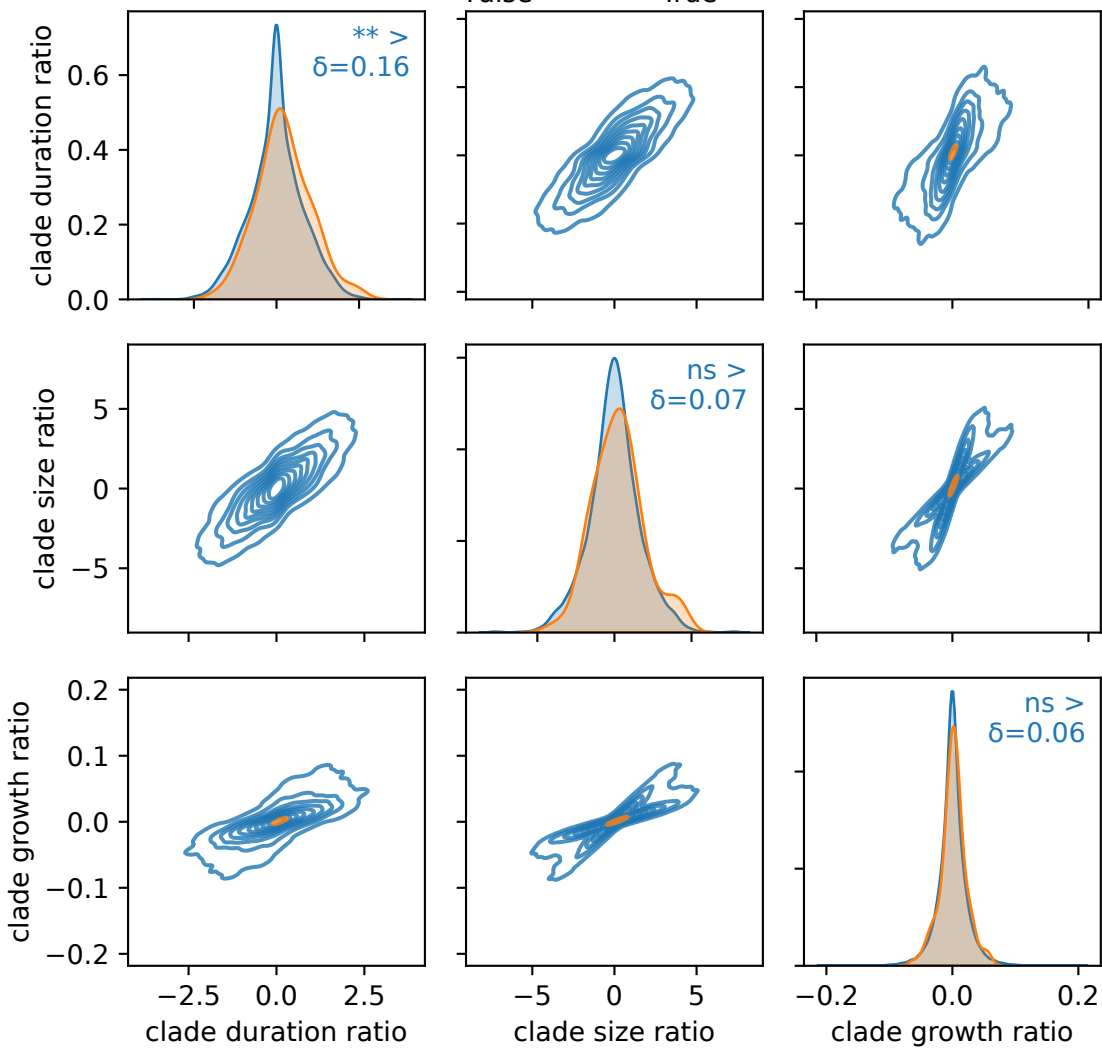 False True
clade duration ratio
0.6
0.4
0.2
0.0
** >
δ=0.16
clade size ratio
5
0
−5
ns >
δ=0.07
clade growth ratio
0.2
0.1
0.0
−0.1
−0.2
ns >
δ=0.06
−2.5 0.0 2.5
−5 0 5
−0.2 0.0 0.2
clade duration ratio
clade size ratio
clade growth ratio